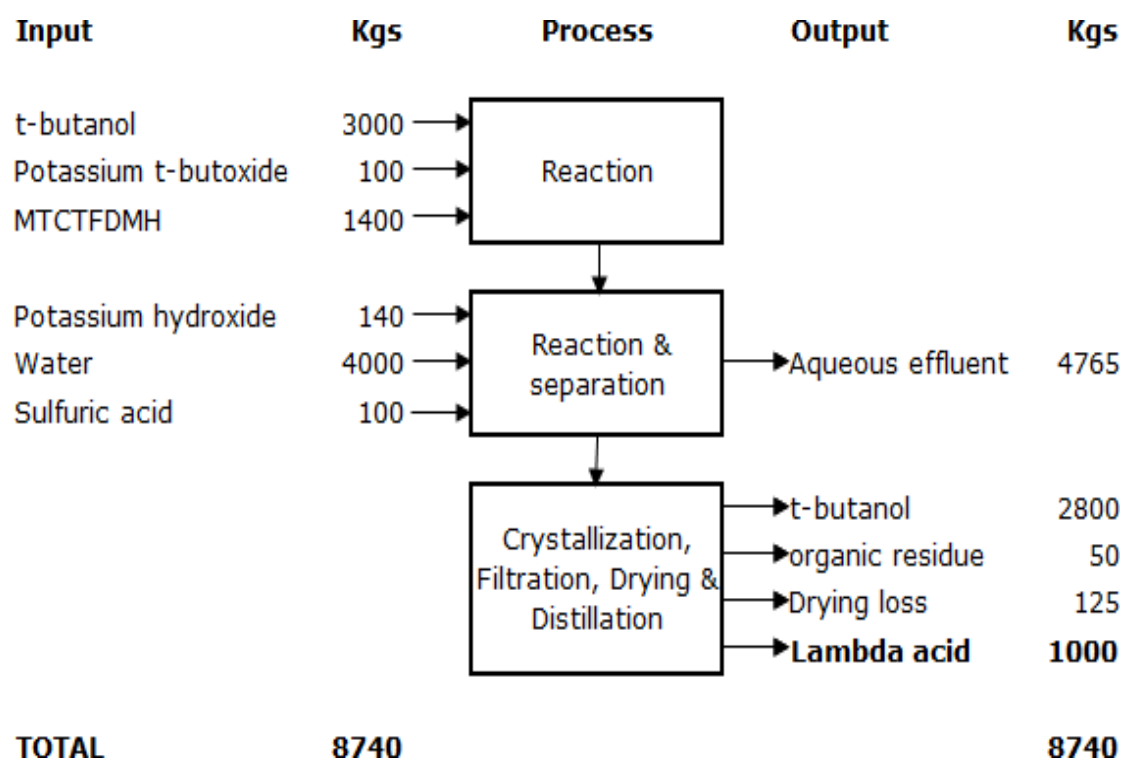 Input Kgs Process Output Kgs
t-butanol 3000
Potassium t-butoxide 100 Reaction
MTCTFDMH 1400
Potassium hydroxide 140
Water 4000 Reaction & separation Aqueous effluent 4765
Sulfuric acid 100
t-butanol 2800
Crystallization,
organic residue 50
Filtration, Drying &
Drying loss 125
Distillation
Lambda acid 1000
TOTAL 8740 8740